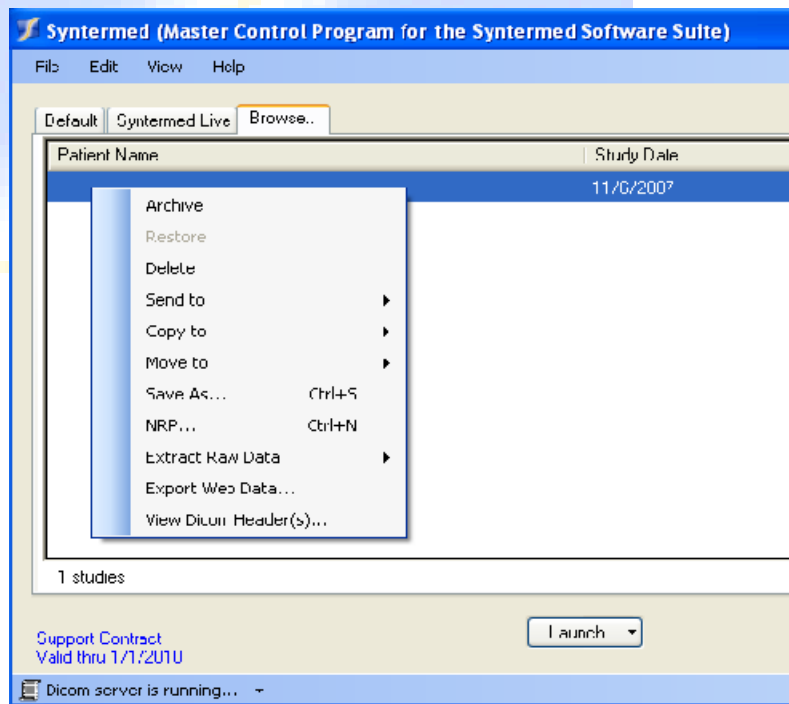 Syntermed (Master Control Program for the Syntermed Software Suite)
File Edit View Help
Default Syntermed Live Browse..
Patient Name Study Date
11/6/2007
Archive
Restore
Delete
Send to
Copy to
Move to
Save As... Ctrl+S
NRP... Ctrl+N
Extract Raw Data
Export Web Data...
View Dicom Header(s)...
1 studies
Launch
Support Contract
Valid thru 1/1/2010
Dicom server is running...